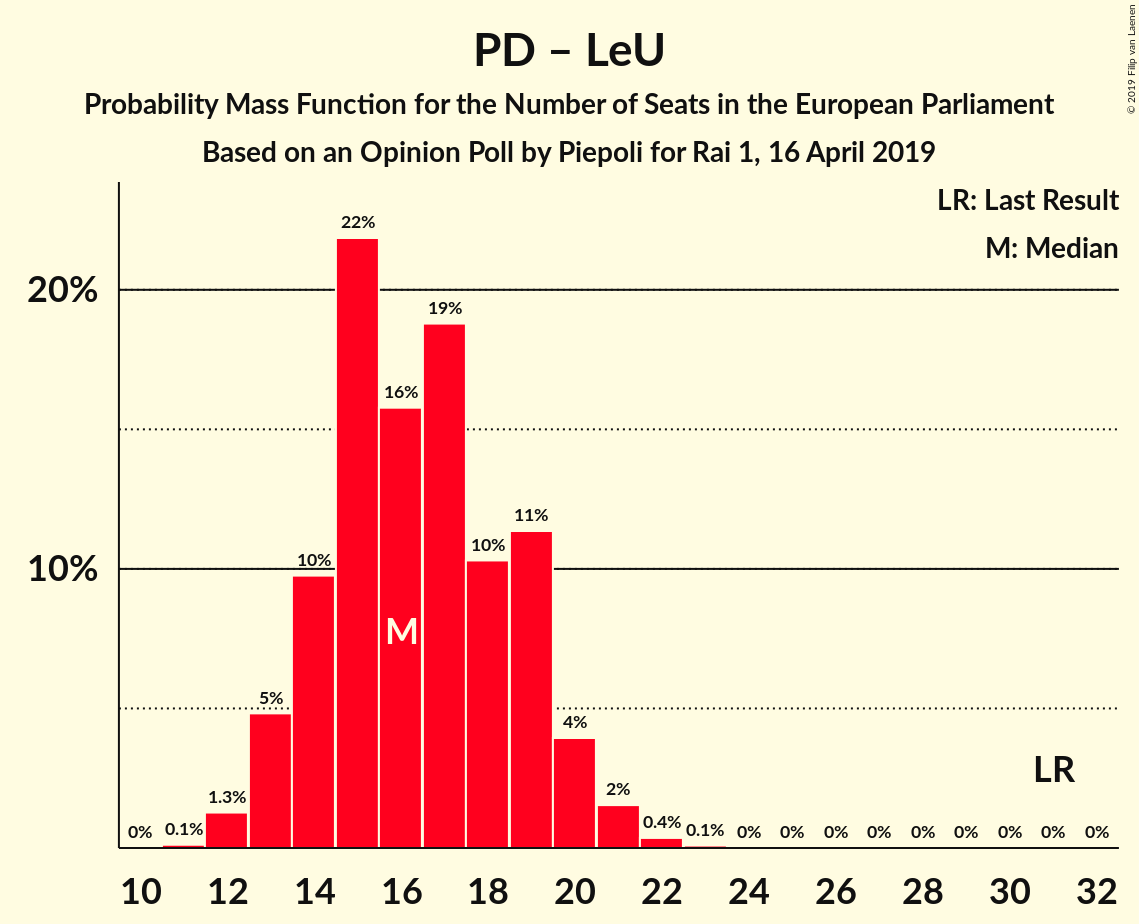 PD – LeU
Probability Mass Function for the Number of Seats in the European Parliament
Based on an Opinion Poll by Piepoli for Rai 1, 16 April 2019
© 2019 Filip van Laenen
LR: Last Result
M: Median
20%
10%
0% 0.1% 1.3% 5% 10% 22% 16% 19% 10% 11% 4% 2% 0.4% 0.1% 0% 0% 0% 0% 0% 0% 0% 0% 0%
M
LR
10 12 14 16 18 20 22 24 26 28 30 32